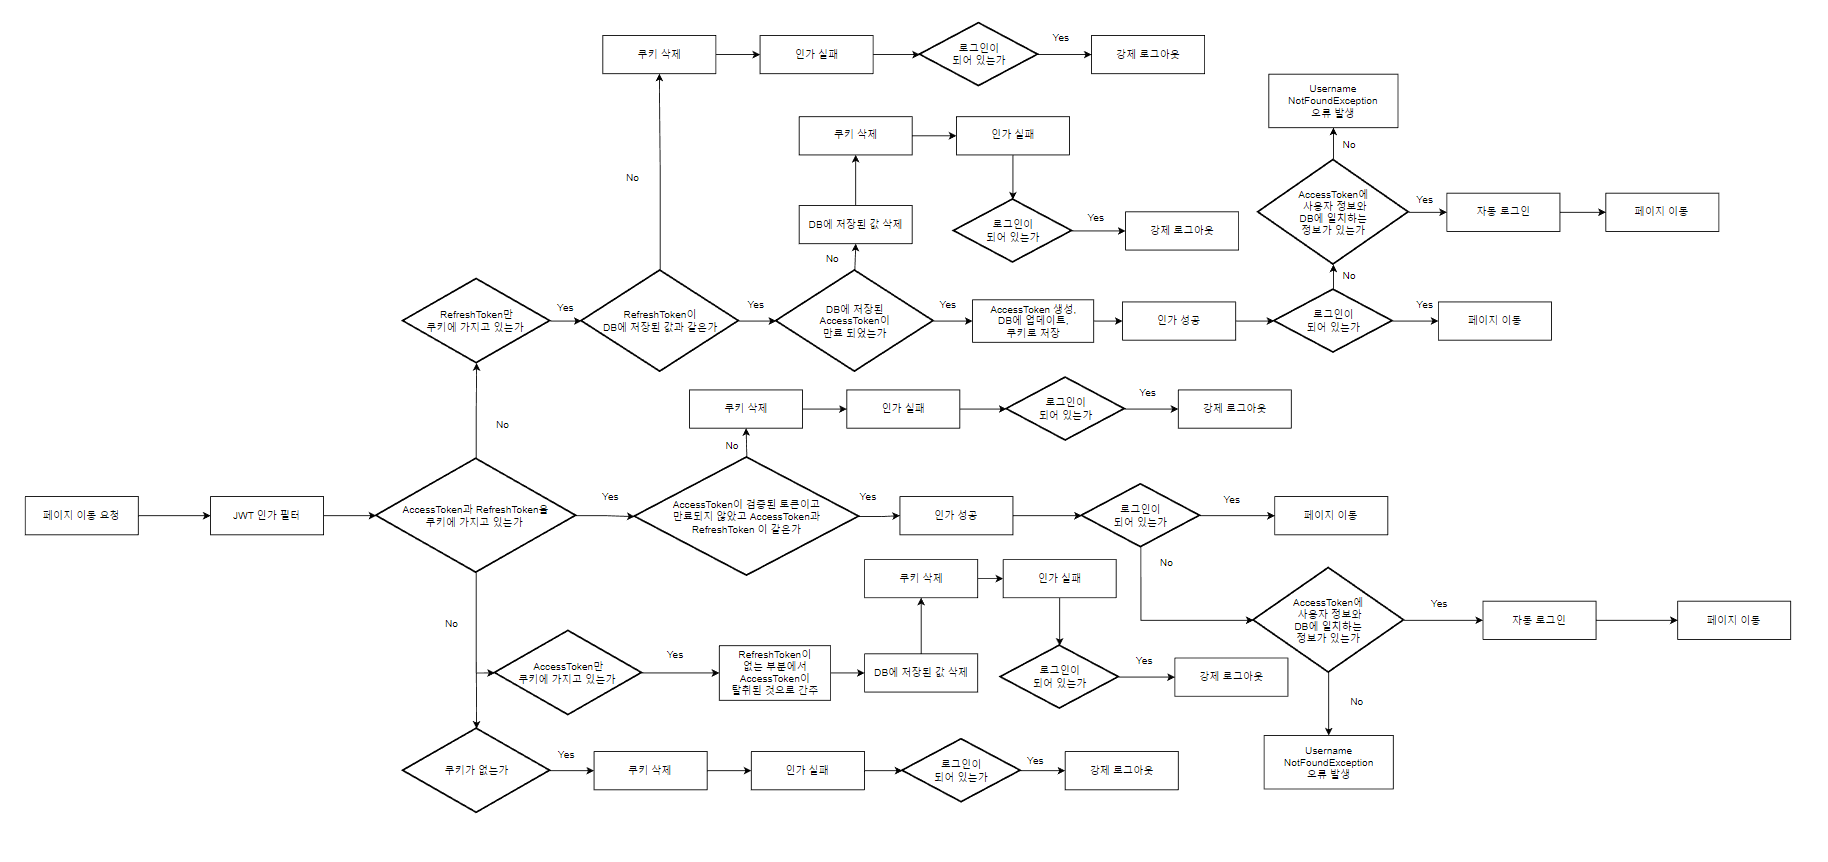 쿠키 삭제
인가 실패
로그인이
되어 있는가
Yes
강제 로그아웃
Username
NotFoundException
오류 발생
No
쿠키 삭제
인가 실패
No
DB에 저장된 값 삭제
로그인이
되어 있는가
Yes
강제 로그아웃
AccessToken에
사용자 정보와
DB에 일치하는
정보가 있는가
Yes
자동 로그인
페이지 이동
No
No
RefreshToken만
쿠키에 가지고 있는가
Yes
RefreshToken이
DB에 저장된 값과 같은가
Yes
DB에 저장된
AccessToken이
만료 되었는가
Yes
AccessToken 생성,
DB에 업데이트,
쿠키로 저장
인가 성공
로그인이
되어 있는가
Yes
페이지 이동
No
쿠키 삭제
인가 실패
로그인이
되어 있는가
Yes
강제 로그아웃
No
페이지 이동 요청
JWT 인가 필터
AccessToken과 RefreshToken을
쿠키에 가지고 있는가
Yes
AccessToken이 검증된 토큰이고
만료되지 않았고 AccessToken과
RefreshToken 이 같은가
Yes
인가 성공
로그인이
되어 있는가
Yes
페이지 이동
No
쿠키 삭제
인가 실패
No
AccessToken만
쿠키에 가지고 있는가
Yes
RefreshToken이
없는 부분에서
AccessToken이
탈취된 것으로 간주
DB에 저장된 값 삭제
로그인이
되어 있는가
Yes
강제 로그아웃
AccessToken에
사용자 정보와
DB에 일치하는
정보가 있는가
Yes
자동 로그인
페이지 이동
No
Username
NotFoundException
오류 발생
쿠키가 없는가
Yes
쿠키 삭제
인가 실패
로그인이
되어 있는가
Yes
강제 로그아웃